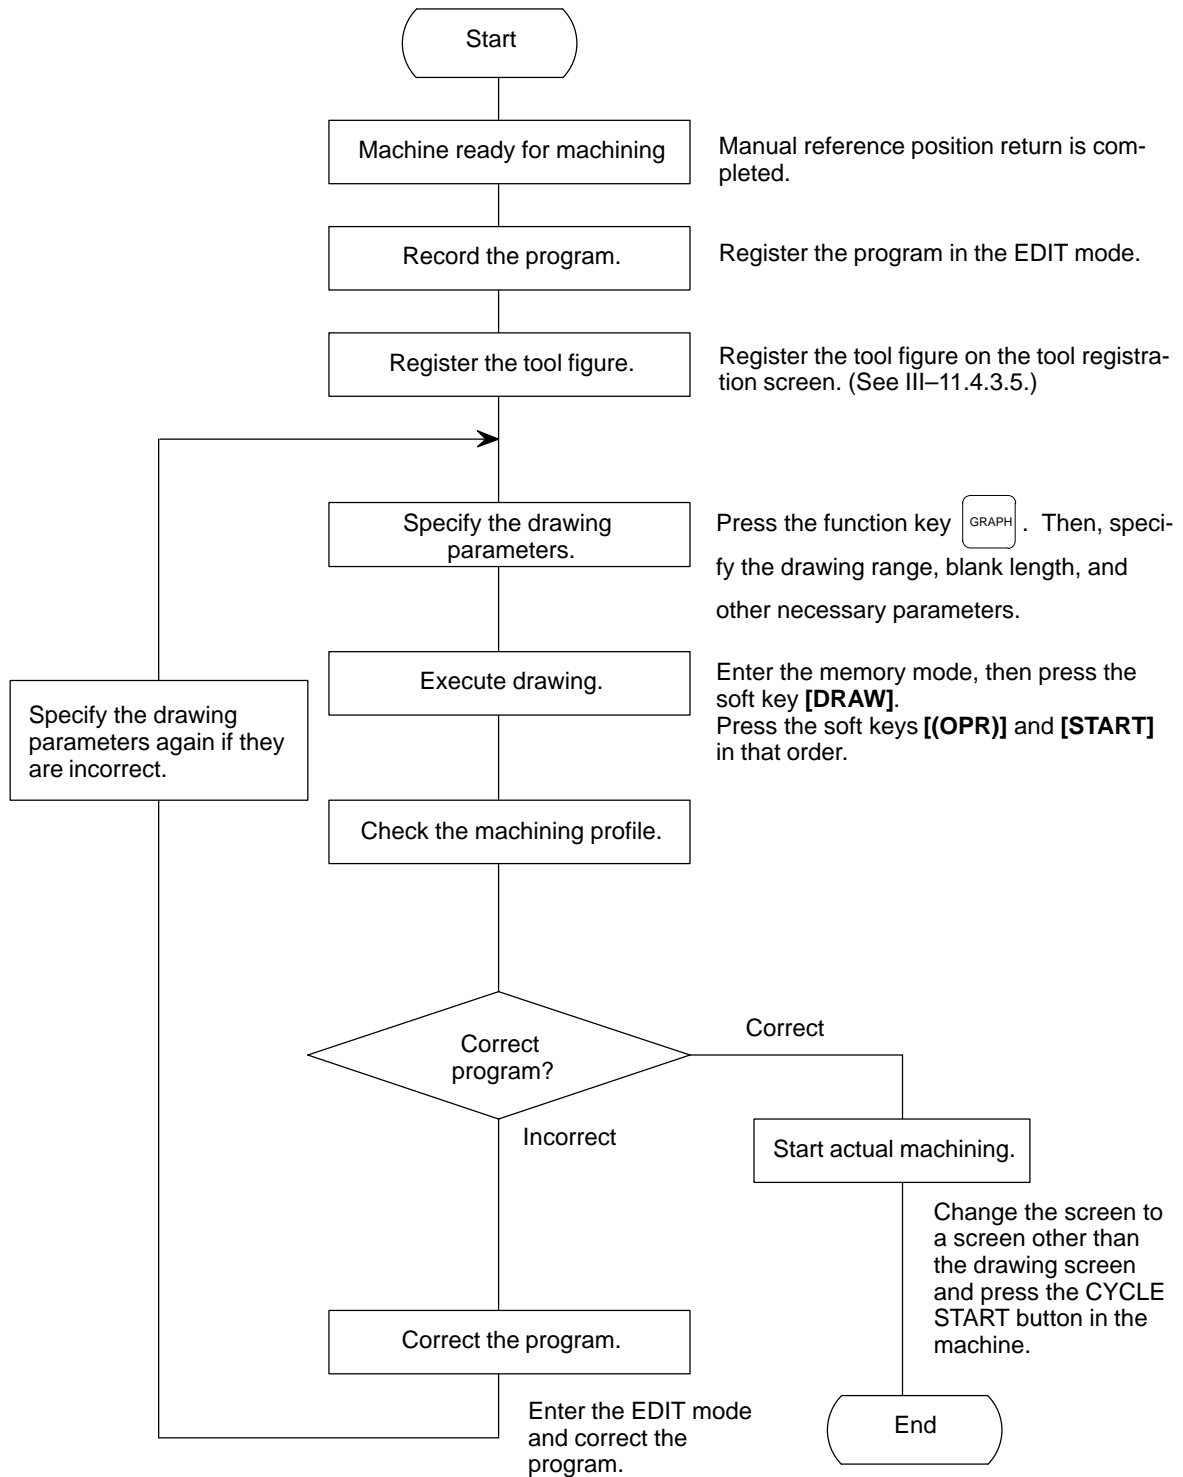 Start
Machine ready for machining
Manual reference position return is com-
pleted.
Record the program.
Register the program in the EDIT mode.
Register the tool figure.
Register the tool figure on the tool registra-
tion screen. (See III–11.4.3.5.)
Specify the drawing
parameters.
Press the function key GRAPH . Then, speci-
fy the drawing range, blank length, and
other necessary parameters.
Execute drawing.
Enter the memory mode, then press the
soft key [DRAW].
Press the soft keys [(OPR)] and [START]
in that order.
Specify the drawing
parameters again if they
are incorrect.
Check the machining profile.
Correct
program?
Correct
Incorrect
Start actual machining.
Change the screen to
a screen other than
the drawing screen
and press the CYCLE
START button in the
machine.
Correct the program.
Enter the EDIT mode
and correct the
program.
End